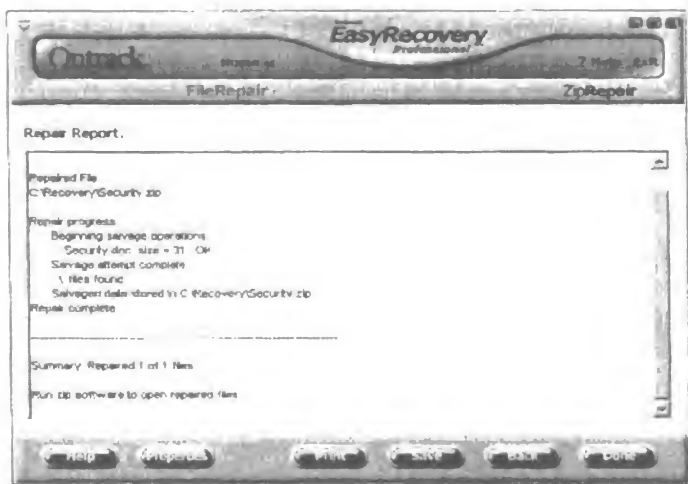 EasyRecovery
Professional
Ontrack
? Help Exit
FileRepair
ZipRepair
Repair Report.
Repaired File
C:\Recovery\Security.zip
Repair progress
Beginning salvage operations
Security.doc size = 31 OK
Salvage attempt complete
1 files found
Salvaged data stored in C:\Recovery\Security.zip
Repair complete
Summary: Repaired 1 of 1 files
Run zip software to open repaired files
Help Properties Print Save Back Done